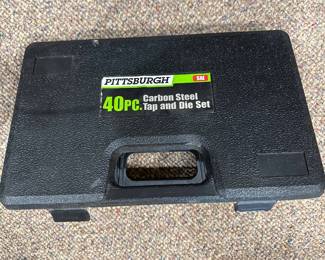 PITTSBURGH SAE
40PC. Carbon Steel
Tap and Die Set